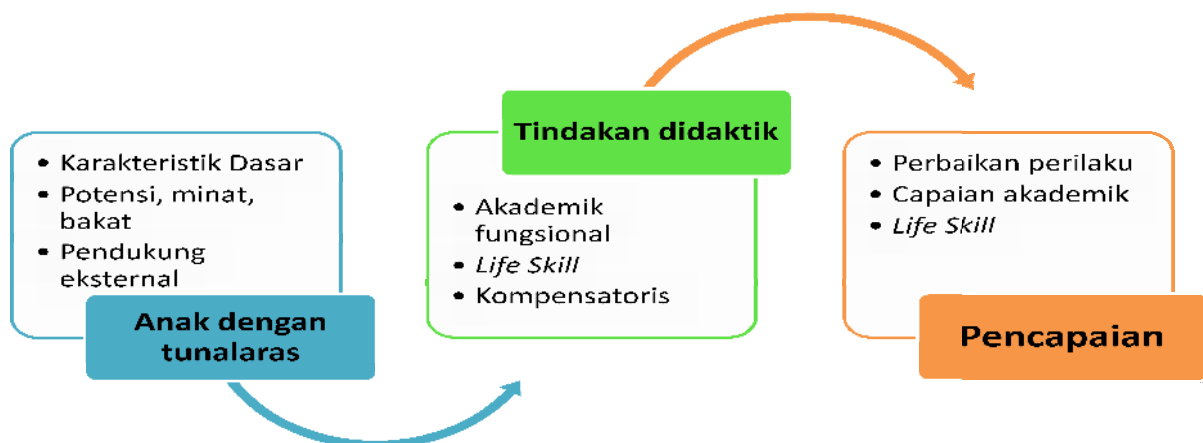 • Karakteristik Dasar
• Potensi, minat,
bakat
• Pendukung
eksternal
Anak dengan
tunalaras
Tindakan didaktik
• Akademik
fungsional
• Life Skill
• Kompensatoris
• Perbaikan perilaku
• Capaian akademik
• Life Skill
Pencapaian